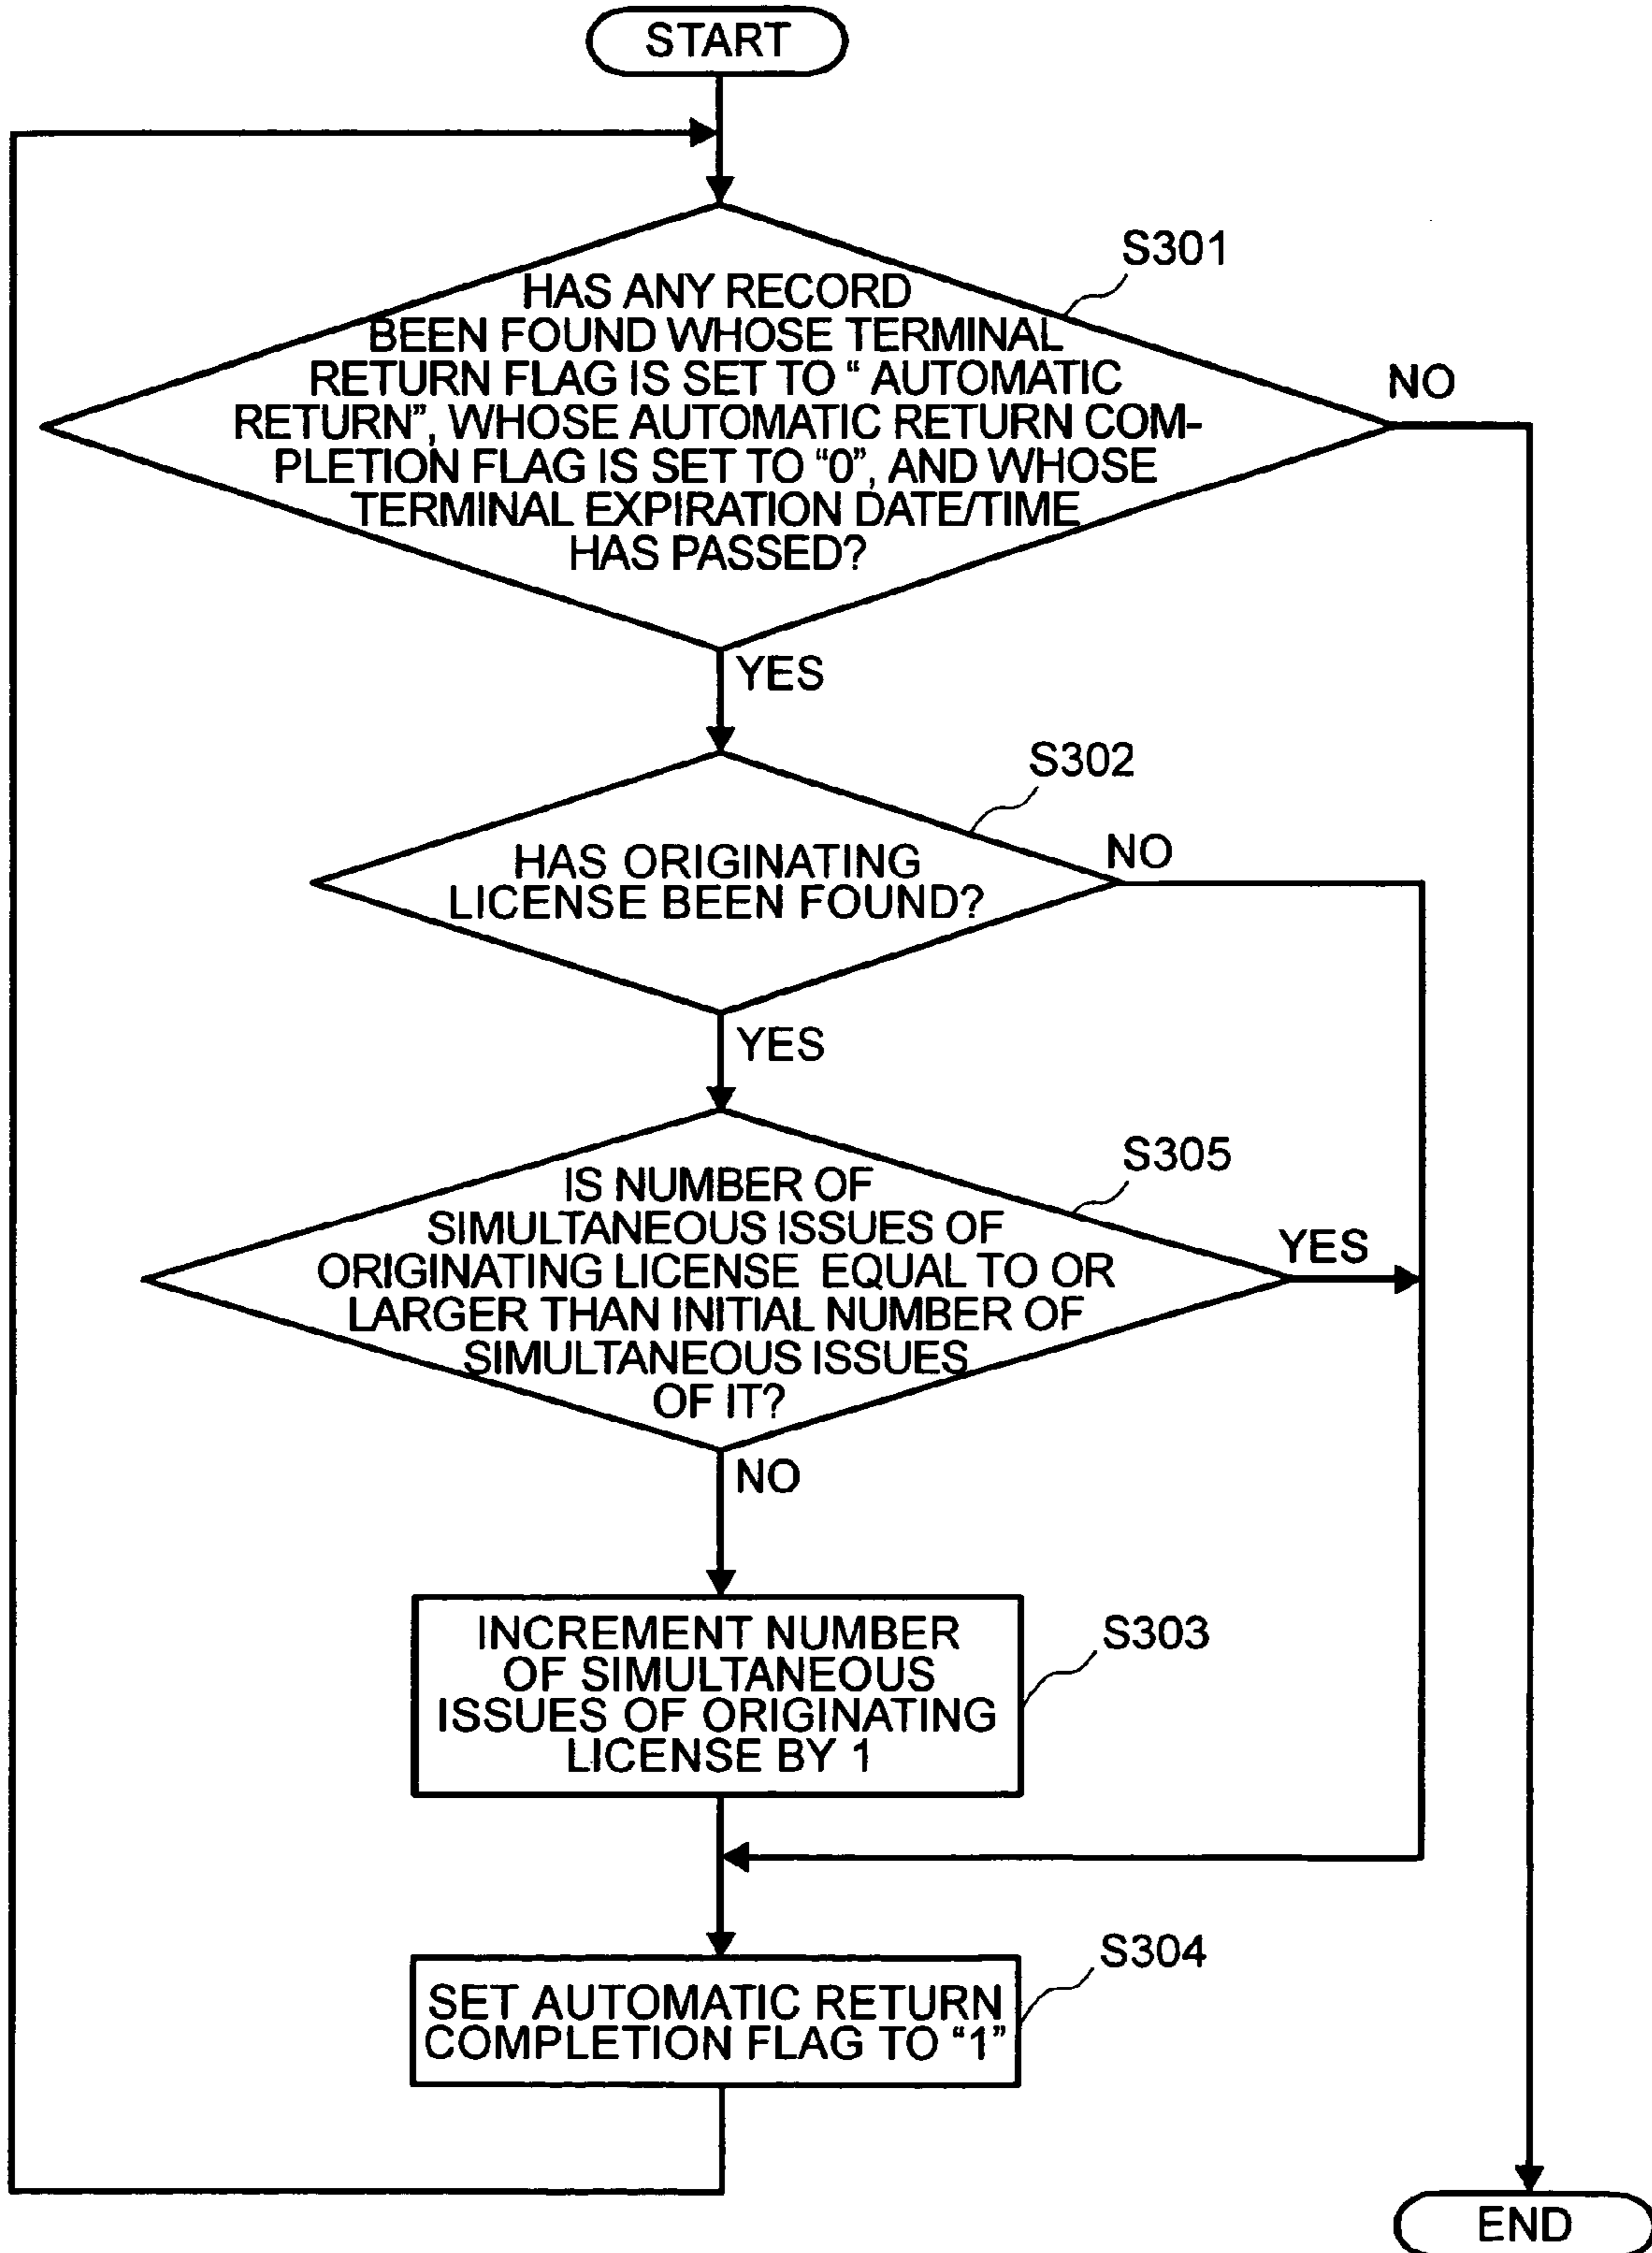 START
S301
HAS ANY RECORD
BEEN FOUND WHOSE TERMINAL
RETURN FLAG IS SET TO “ AUTOMATIC
RETURN”, WHOSE AUTOMATIC RETURN COM-
PLETION FLAG IS SET TO “0”, AND WHOSE
TERMINAL EXPIRATION DATE/TIME
HAS PASSED?
NO
YES
S302
HAS ORIGINATING
LICENSE BEEN FOUND?
NO
YES
S305
IS NUMBER OF
SIMULTANEOUS ISSUES OF
ORIGINATING LICENSE EQUAL TO OR
LARGER THAN INITIAL NUMBER OF
SIMULTANEOUS ISSUES
OF IT?
YES
NO
INCREMENT NUMBER
OF SIMULTANEOUS
ISSUES OF ORIGINATING
LICENSE BY 1
S303
S304
SET AUTOMATIC RETURN
COMPLETION FLAG TO “1”
END